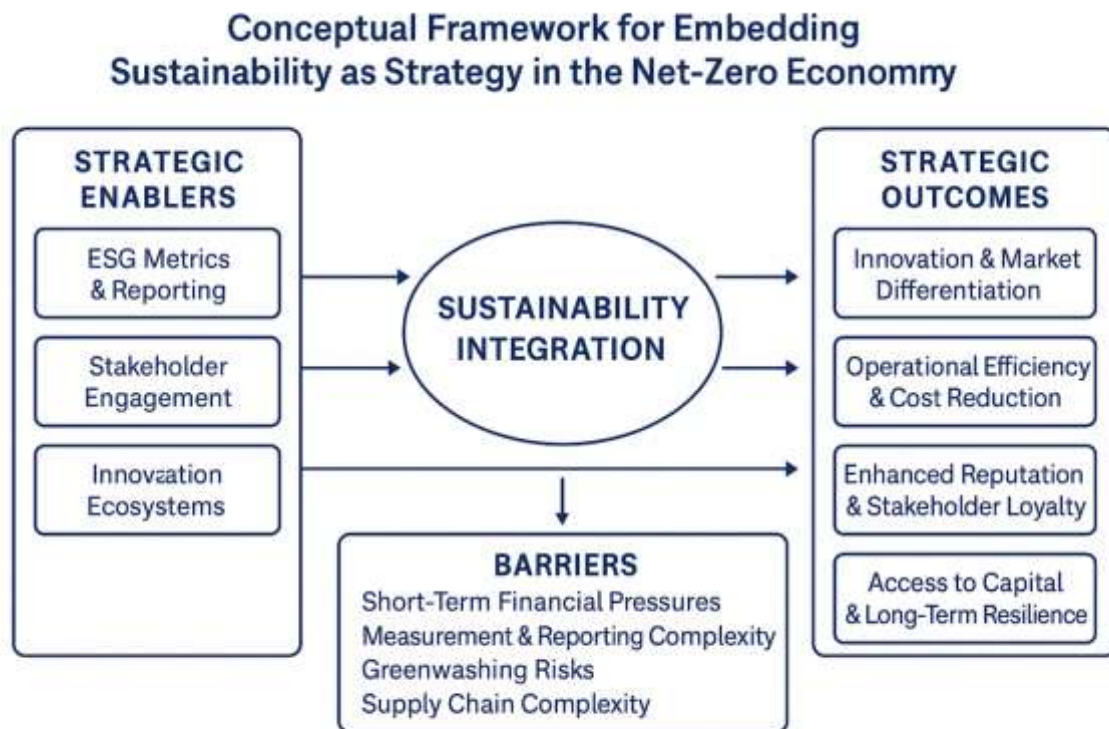 Conceptual Framework for Embedding
Sustainability as Strategy in the Net-Zero Econommy
STRATEGIC
ENABLERS
ESG Metrics
& Reporting
Stakeholder
Engagement
Innovzation
Ecosystems
SUSTAINABILITY
INTEGRATION
BARRIERS
Short-Term Financial Pressures
Measurement & Reporting Complexity
Greenwashing Risks
Supply Chain Complexity
STRATEGIC
OUTCOMES
Innovation & Market
Differentiation
Operational Efficiency
& Cost Reduction
Enhanced Reputation
& Stakeholder Loyalty
Access to Capital
& Long-Term Resilience